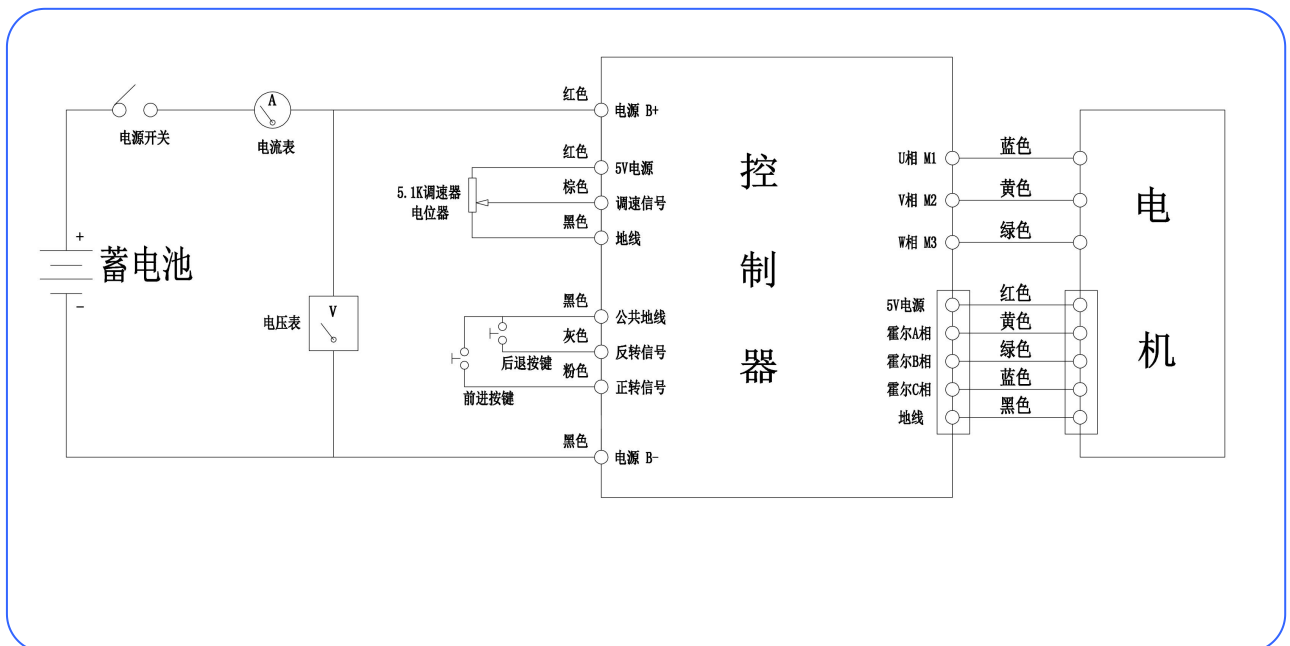 电源开关
A
电流表
+
蓄电池
-
V
电压表
5.1K调速器
电位器
后退按键
前进按键
红色
电源 B+
红色
5V电源
棕色
调速信号
黑色
地线
黑色
公共地线
灰色
反转信号
粉色
正转信号
黑色
电源 B-
控
制
器
U相 M1
蓝色
V相 M2
黄色
W相 M3
绿色
5V电源
红色
霍尔A相
黄色
霍尔B相
绿色
霍尔C相
蓝色
地线
黑色
电
机